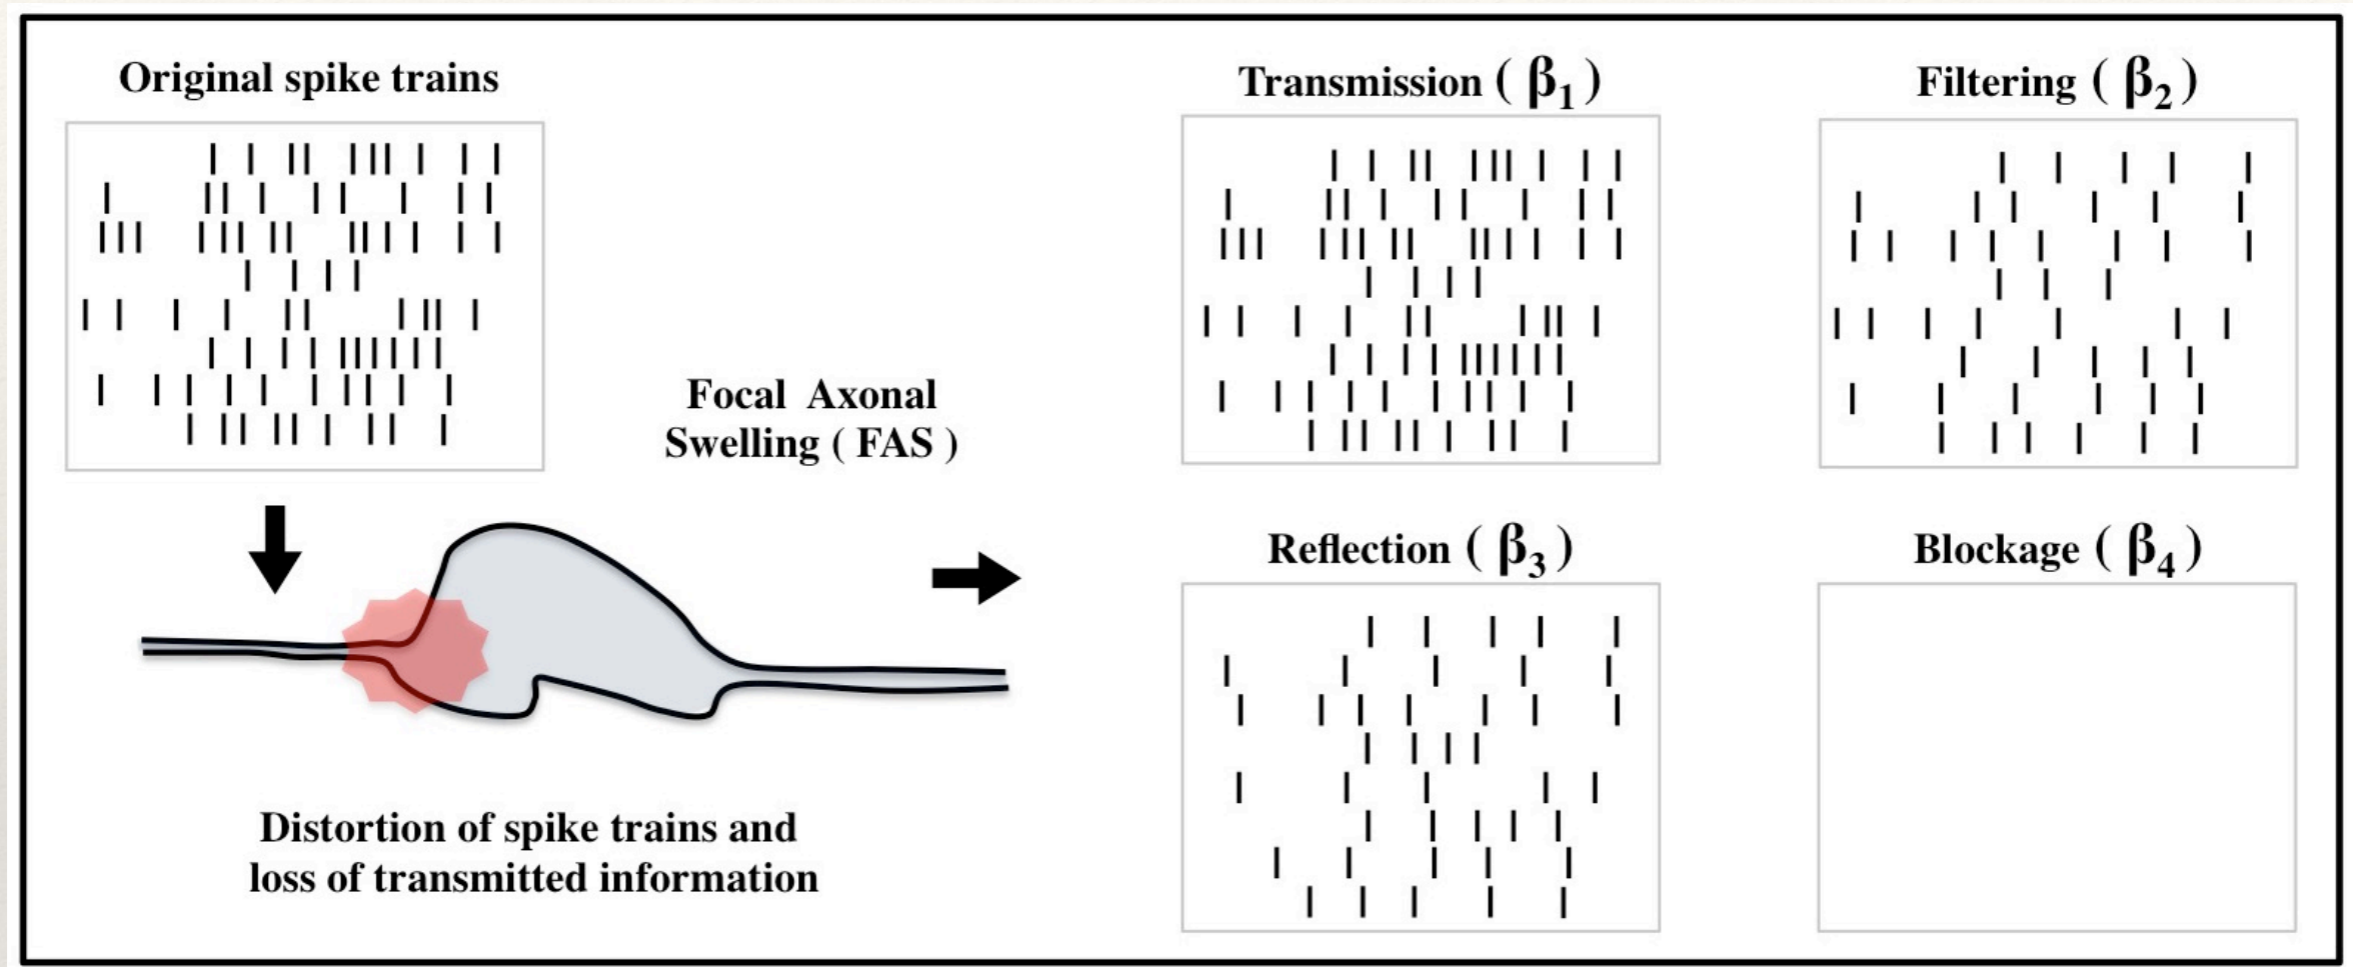 Original spike trains
Transmission ( β₁ )
Filtering ( β₂ )
Focal Axonal
Swelling ( FAS )
Reflection ( β₃ )
Blockage ( β₄ )
Distortion of spike trains and
loss of transmitted information